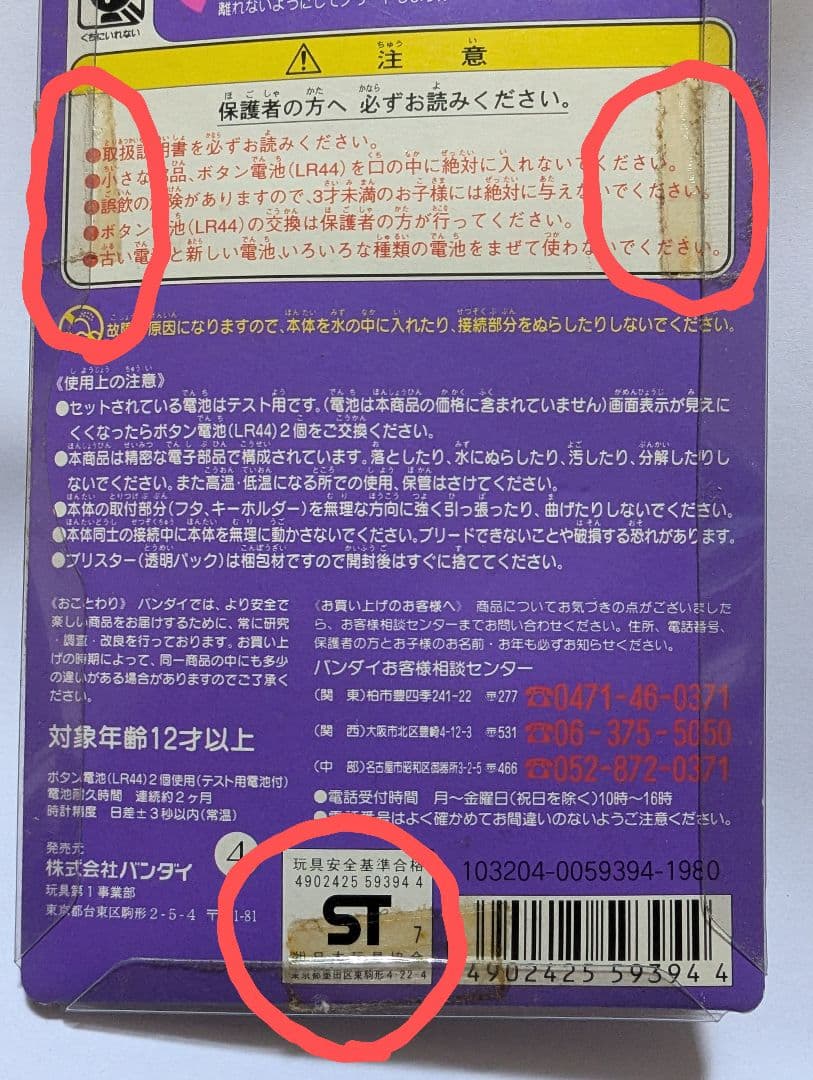 くちにいれない
注意
保護者の方へ 必ずお読みください。
●取扱説明書を必ずお読みください。
●小さな部品、ボタン電池(LR44)を口の中に絶対に入れないでください。
●誤飲の危険がありますので、3才未満のお子様には絶対に与えないでください。
●ボタン電池(LR44)の交換は保護者の方が行ってください。
●古い電池と新しい電池、いろいろな種類の電池をまぜて使わないでください。
故障の原因になりますので、本体を水の中に入れたり、接続部分をぬらしたりしないでください。
《使用上の注意》
●セットされている電池はテスト用です。(電池は本商品の価格に含まれていません)画面表示が見えに
くくなったらボタン電池(LR44)2個をご交換ください。
●本商品は精密な電子部品で構成されています。落としたり、水にぬらしたり、汚したり、分解したりし
ないでください。また高温・低温になる所での使用、保管はさけてください。
●本体の取付部分(フタ、キーホルダー)を無理な方向に強く引っ張ったり、曲げたりしないでください。
●本体同士の接続中に本体を無理に動かさないでください。ブリードできないことや破損する恐れがあります。
●ブリスター(透明パック)は梱包材ですので開封後はすぐに捨ててください。
《おことわり》 バンダイでは、より安全で
楽しい商品をお届けするために、常に研究
・調査・改良を行っております。お買い上
げの時期によって、同一商品の中にも多少
の違いがある場合がありますのでご了承く
ださい。
《お買い上げのお客様へ》 商品についてお気づきの点がございました
ら、お客様相談センターまでお問い合わせください。住所、電話番号、
保護者の方とお子様のお名前・お年も必ずお知らせください。
バンダイお客様相談センター
(関 東)柏市豊四季241-22 〒277 ☎0471-46-0371
(関 西)大阪市北区豊崎4-12-3 〒531 ☎06-375-5050
(中 部)名古屋市昭和区御器所3-2-5 〒466 ☎052-872-0371
●電話受付時間 月〜金曜日(祝日を除く)10時〜16時
●電話番号はよく確かめてお間違いのないようご注意ください。
対象年齢12才以上
ボタン電池(LR44)2個使用(テスト用電池付)
電池耐久時間 連続約2ヶ月
時計精度 日差±3秒以内(常温)
発売元
株式会社バンダイ
玩具第1事業部
東京都台東区駒形2-5-4 〒111-81
4
玩具安全基準合格
4902425 59394 4
ST 7
東京都墨田区東駒形4-22-4
103204-0059394-1980
4902425 593944